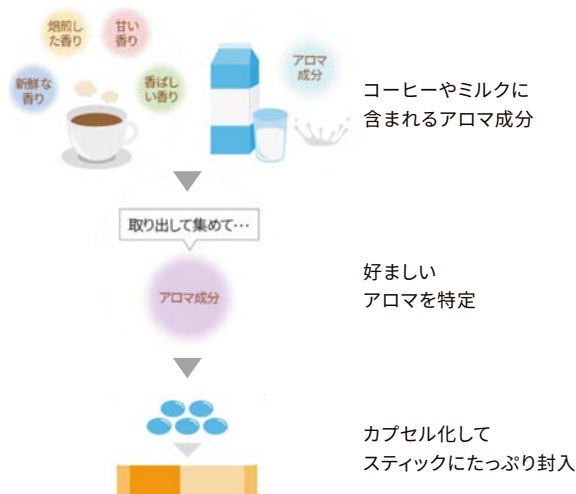 焙煎し
た香り
甘い
香り
新鮮な
香り
香ばし
い香り
アロマ
成分
コーヒーやミルクに
含まれるアロマ成分
取り出して集めて･･･
アロマ成分
好ましい
アロマを特定
カプセル化して
スティックにたっぷり封入